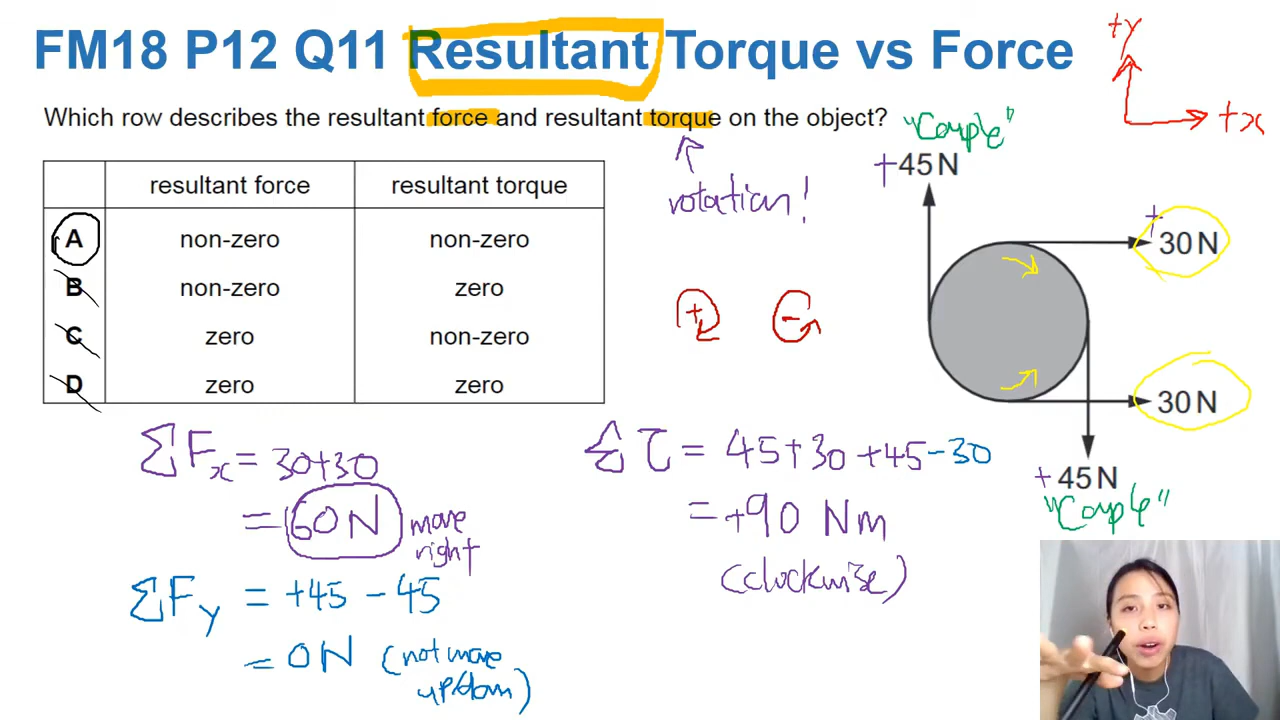 FM18 P12 Q11 Resultant Torque vs Force
+y
Which row describes the resultant force and resultant torque on the object?
"Couple"
+x
+45 N
resultant force resultant torque
rotation!
A non-zero non-zero
+
30 N
B non-zero zero
+ -
C zero non-zero
D zero zero
30 N
ΣFx = 30+30
Στ = 45+30+45-30
+45 N
= 60N move right
= +90 Nm
"Couple"
(clockwise)
ΣFy = +45 - 45
= 0N (not move up/down)